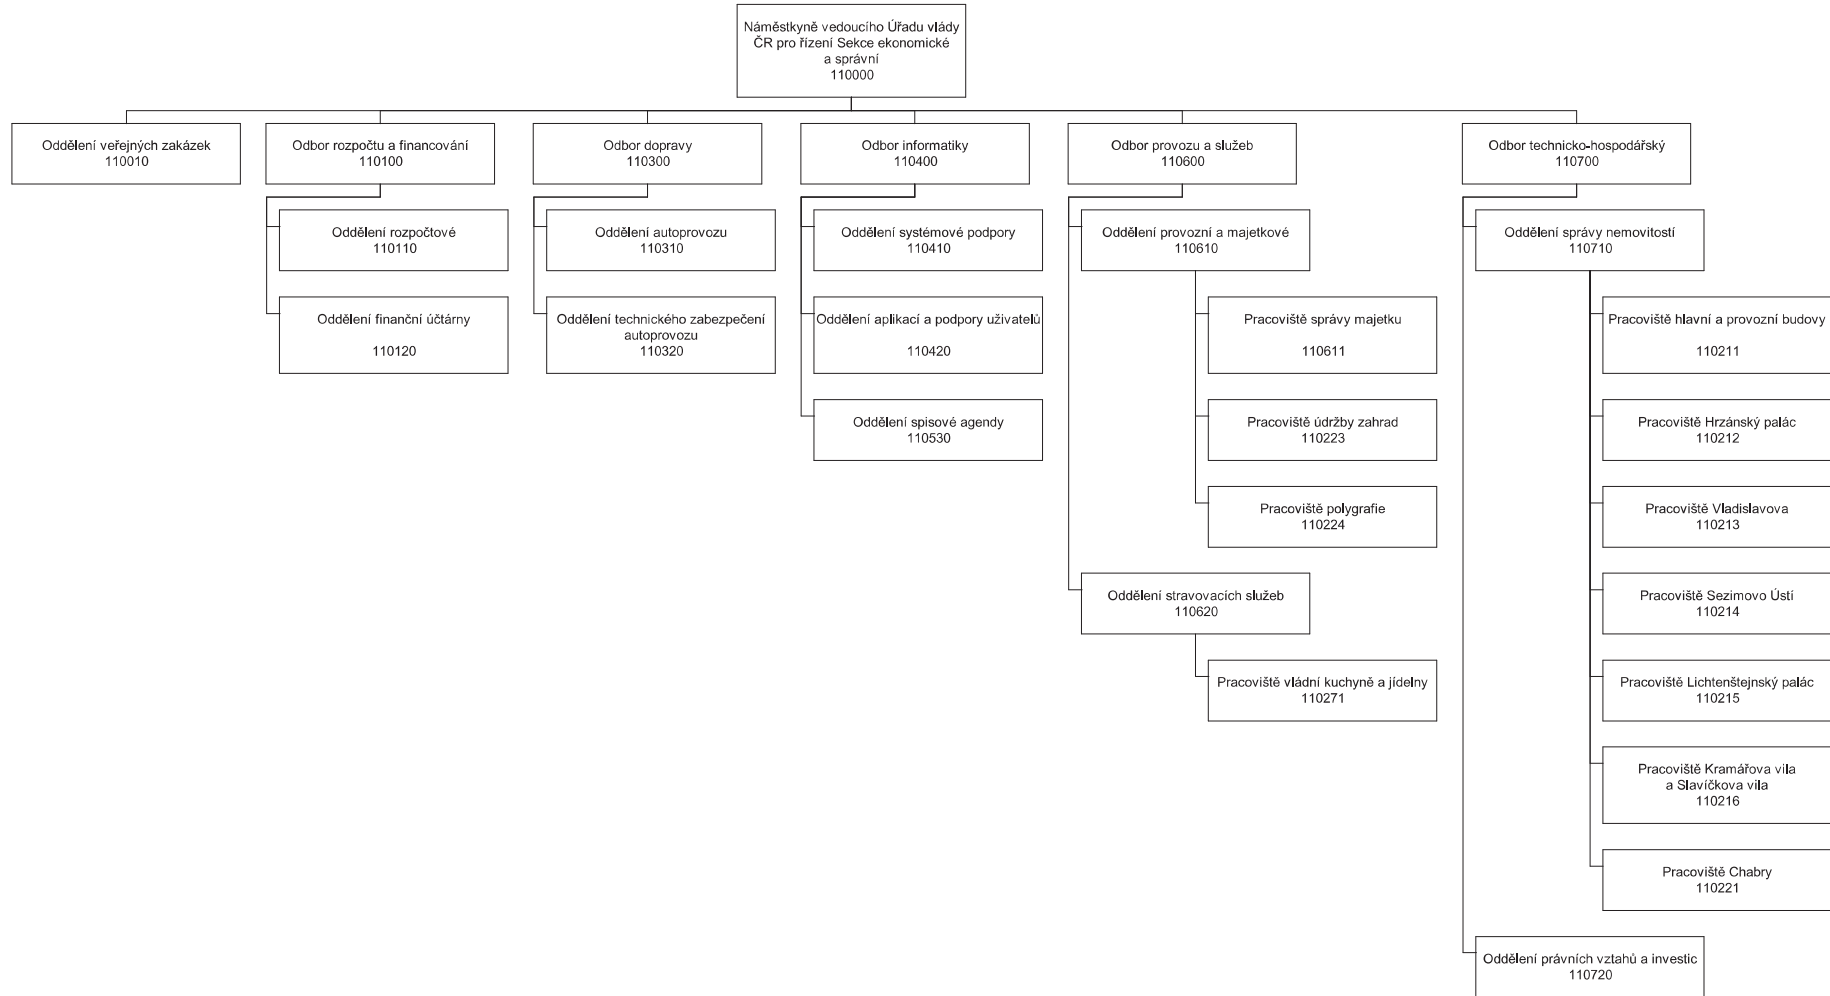 Náměstkyně vedoucího Úřadu vlády
ČR pro řízení Sekce ekonomické
a správní
110000
Oddělení veřejných zakázek
110010
Odbor rozpočtu a financování
110100
Oddělení rozpočtové
110110
Oddělení finanční účtárny
110120
Odbor dopravy
110300
Oddělení autoprovozu
110310
Oddělení technického zabezpečení
autoprovozu
110320
Odbor informatiky
110400
Oddělení systémové podpory
110410
Oddělení aplikací a podpory uživatelů
110420
Oddělení spisové agendy
110530
Odbor provozu a služeb
110600
Oddělení provozní a majetkové
110610
Pracoviště správy majetku
110611
Pracoviště údržby zahrad
110223
Pracoviště polygrafie
110224
Oddělení stravovacích služeb
110620
Pracoviště vládní kuchyně a jídelny
110271
Odbor technicko-hospodářský
110700
Oddělení správy nemovitostí
110710
Pracoviště hlavní a provozní budovy
110211
Pracoviště Hrzánský palác
110212
Pracoviště Vladislavova
110213
Pracoviště Sezimovo Ústí
110214
Pracoviště Lichtenštejnský palác
110215
Pracoviště Kramářova vila
a Slavíčkova vila
110216
Pracoviště Chabry
110221
Oddělení právních vztahů a investic
110720